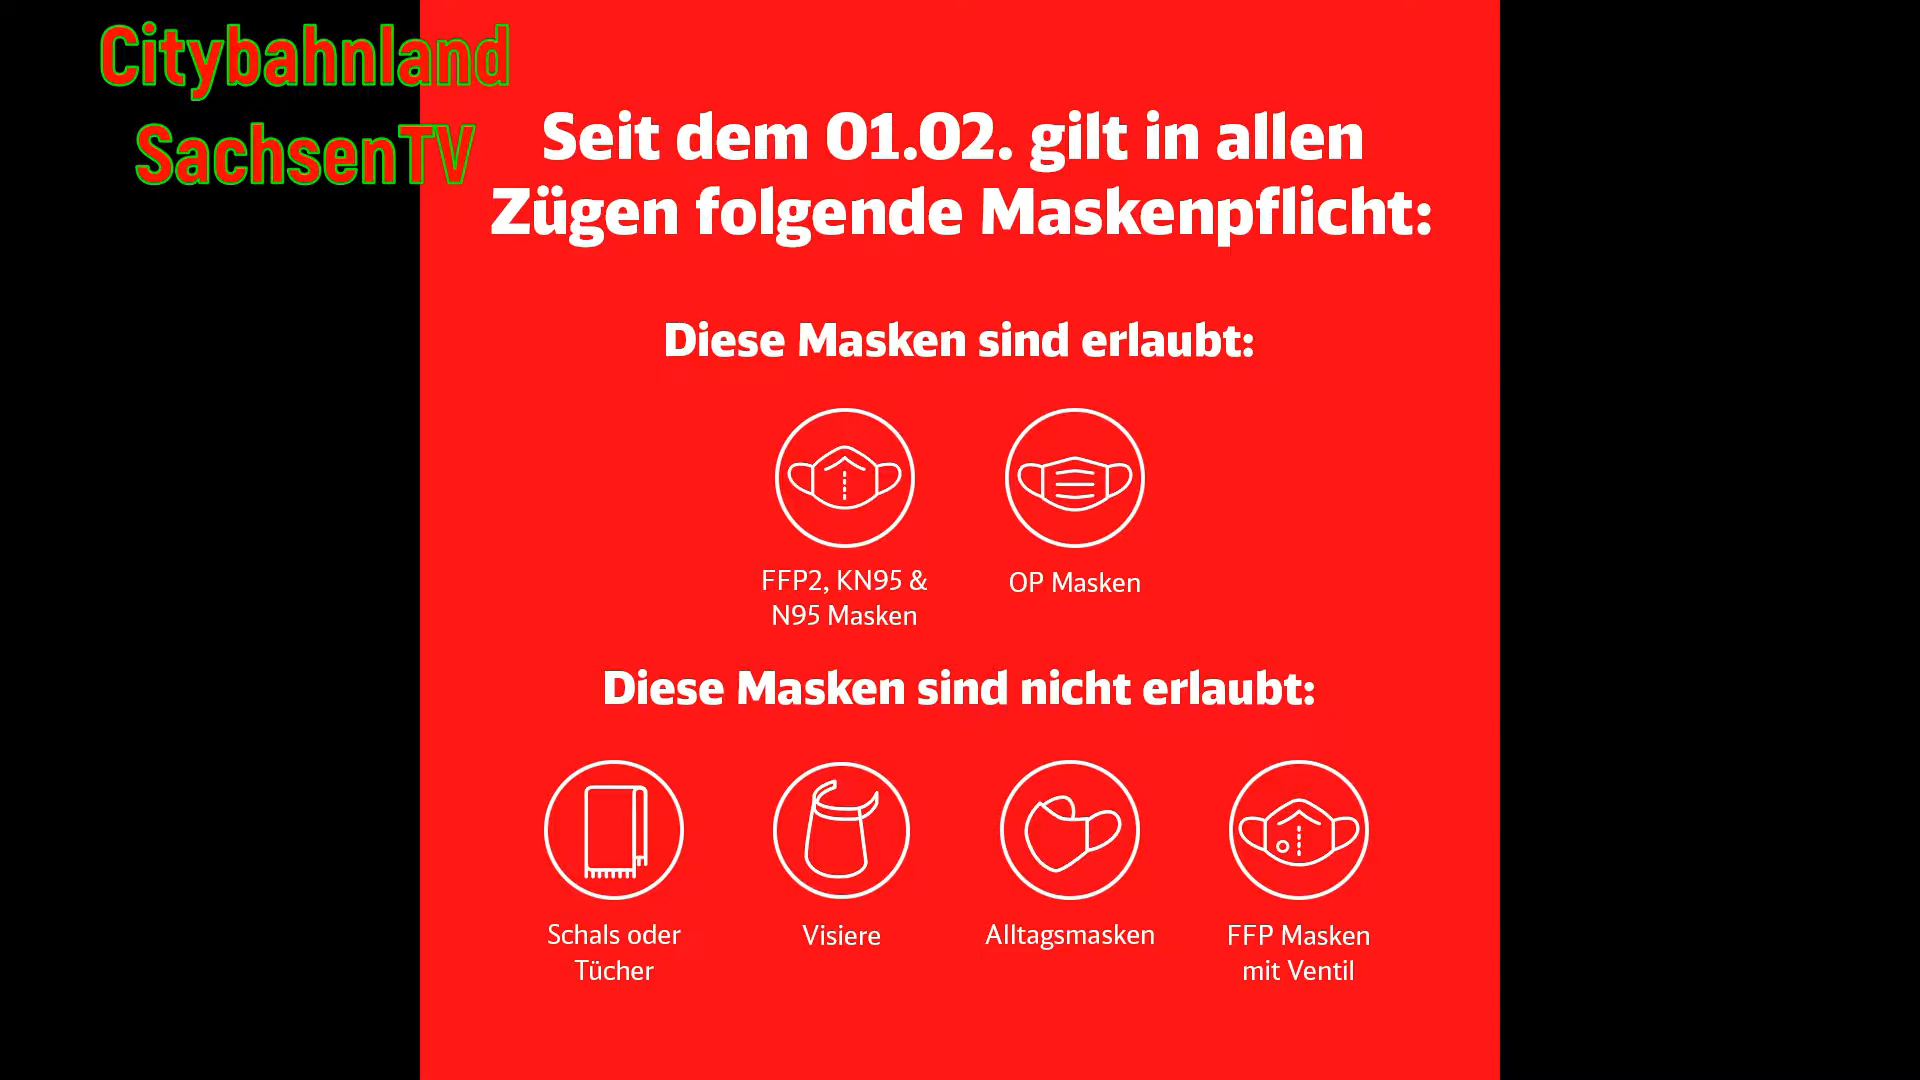 Citybahnland
SachsenTV
Seit dem 01.02. gilt in allen
Zügen folgende Maskenpflicht:
Diese Masken sind erlaubt:
FFP2, KN95 &
N95 Masken
OP Masken
Diese Masken sind nicht erlaubt:
Schals oder
Tücher
Visiere
Alltagsmasken
FFP Masken
mit Ventil